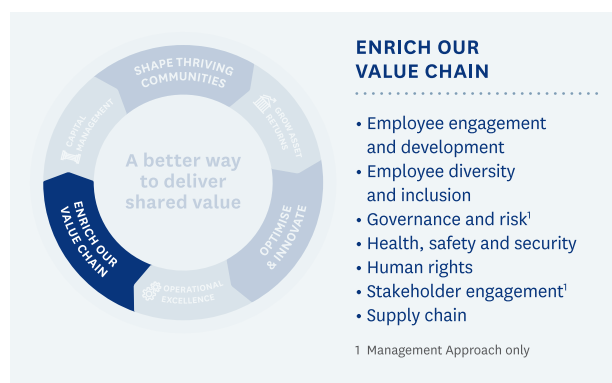 SHAPE THRIVING
COMMUNITIES
GROW ASSET
RETURNS
OPTIMISE
& INNOVATE
OPERATIONAL
EXCELLENCE
ENRICH OUR
VALUE CHAIN
CAPITAL
MANAGEMENT
A better way
to deliver
shared value
ENRICH OUR
VALUE CHAIN
• Employee engagement
and development
• Employee diversity
and inclusion
• Governance and risk¹
• Health, safety and security
• Human rights
• Stakeholder engagement¹
• Supply chain
1 Management Approach only